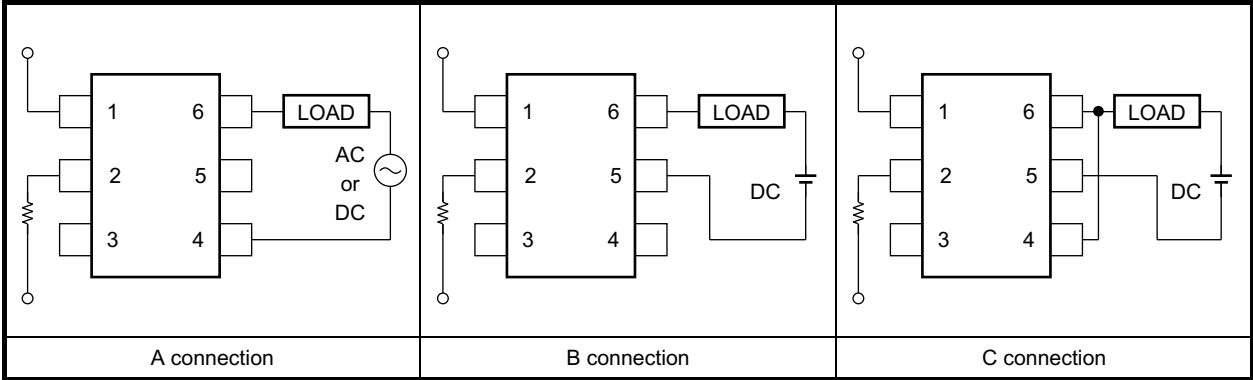 1 6 LOAD
2 5 AC
or
DC
3 4
A connection
1 6 LOAD
2 5 DC
3 4
B connection
1 6 LOAD
2 5 DC
3 4
C connection